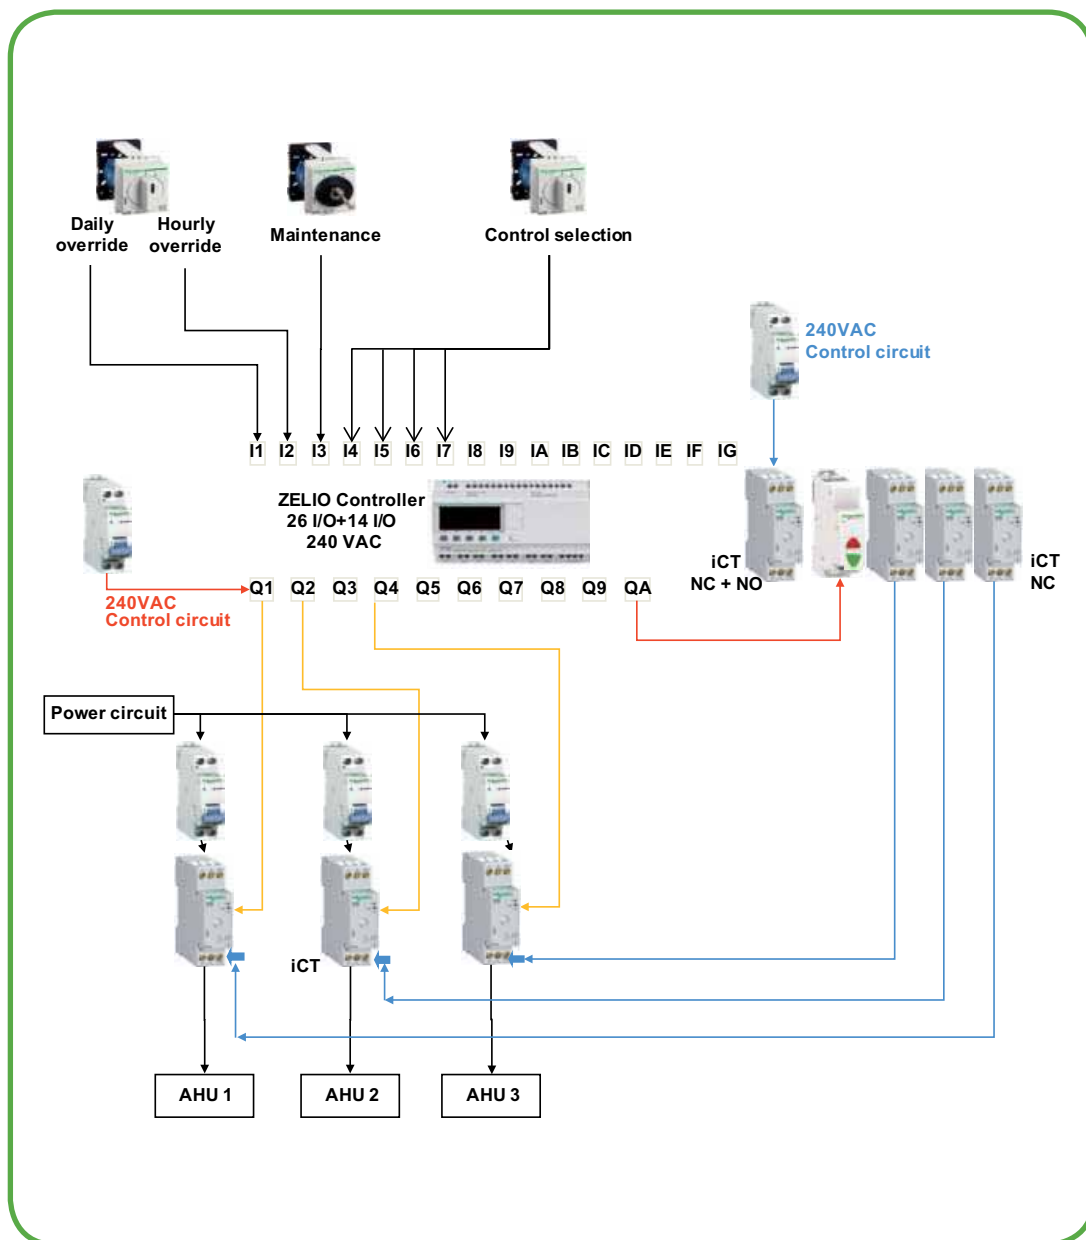 Daily
override
Hourly
override
Maintenance
Control selection
240VAC
Control circuit
I1 I2 I3 I4 I5 I6 I7 I8 I9 IA IB IC ID IE IF IG
ZELIO Controller
26 I/O+14 I/O
240 VAC
iCT
NC + NO
iCT
NC
Q1 Q2 Q3 Q4 Q5 Q6 Q7 Q8 Q9 QA
240VAC
Control circuit
Power circuit
iCT
AHU 1
AHU 2
AHU 3